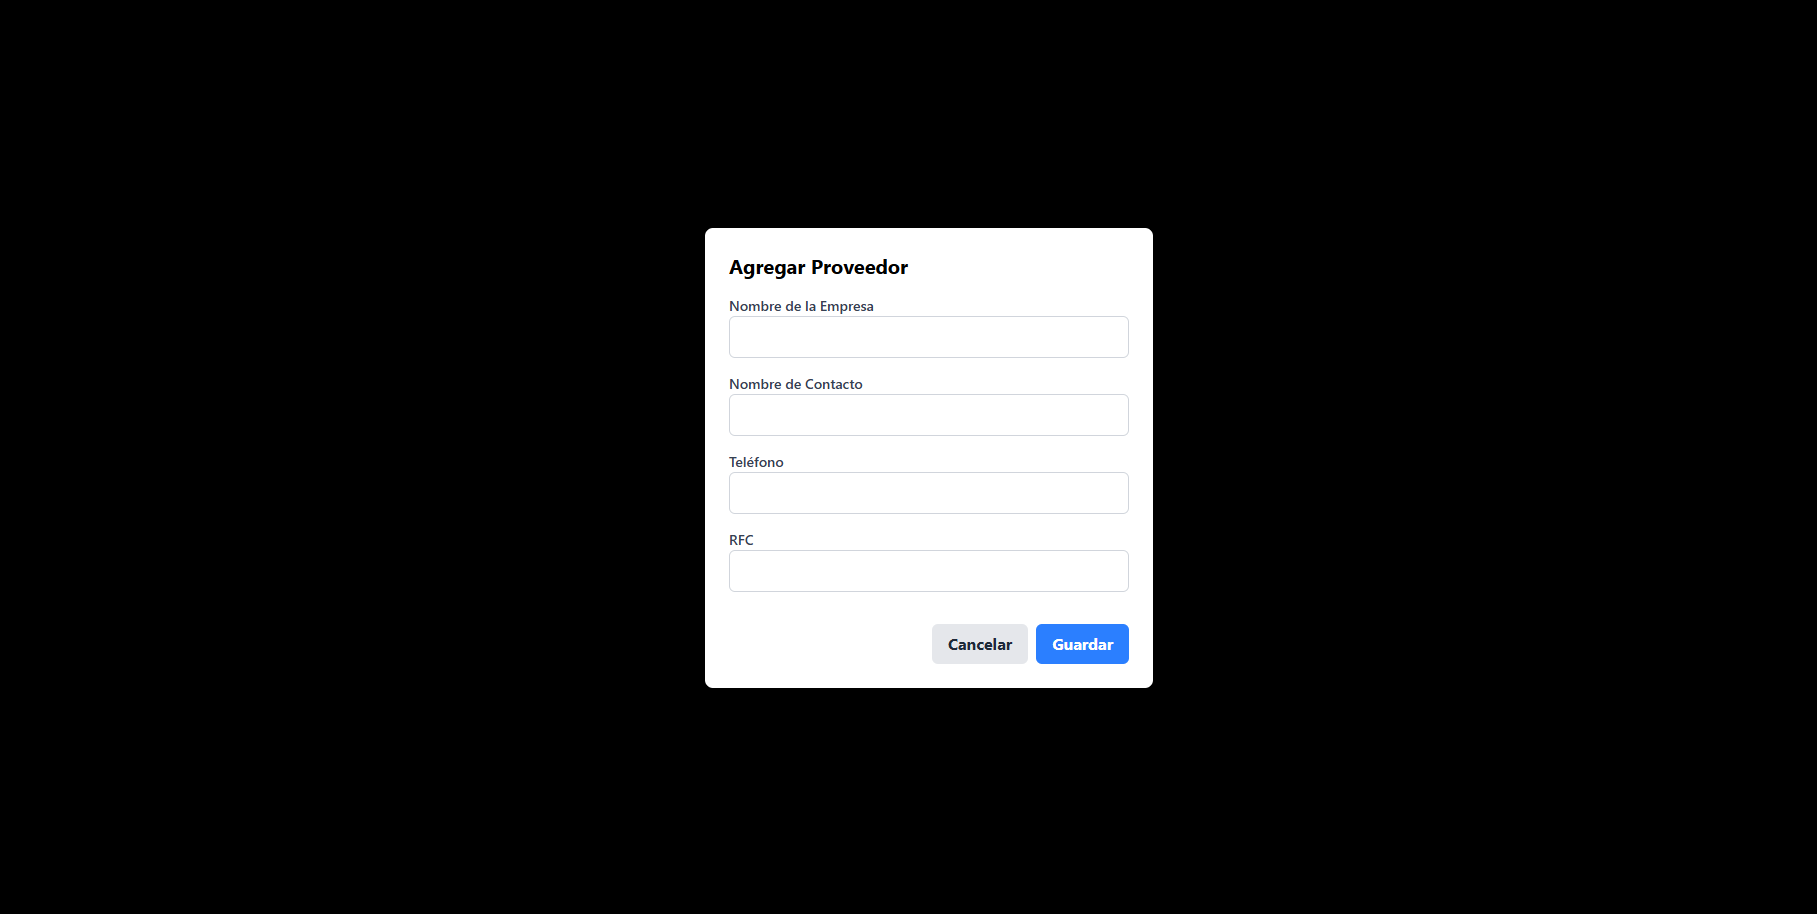 Agregar Proveedor
Nombre de la Empresa
Nombre de Contacto
Teléfono
RFC
Cancelar Guardar